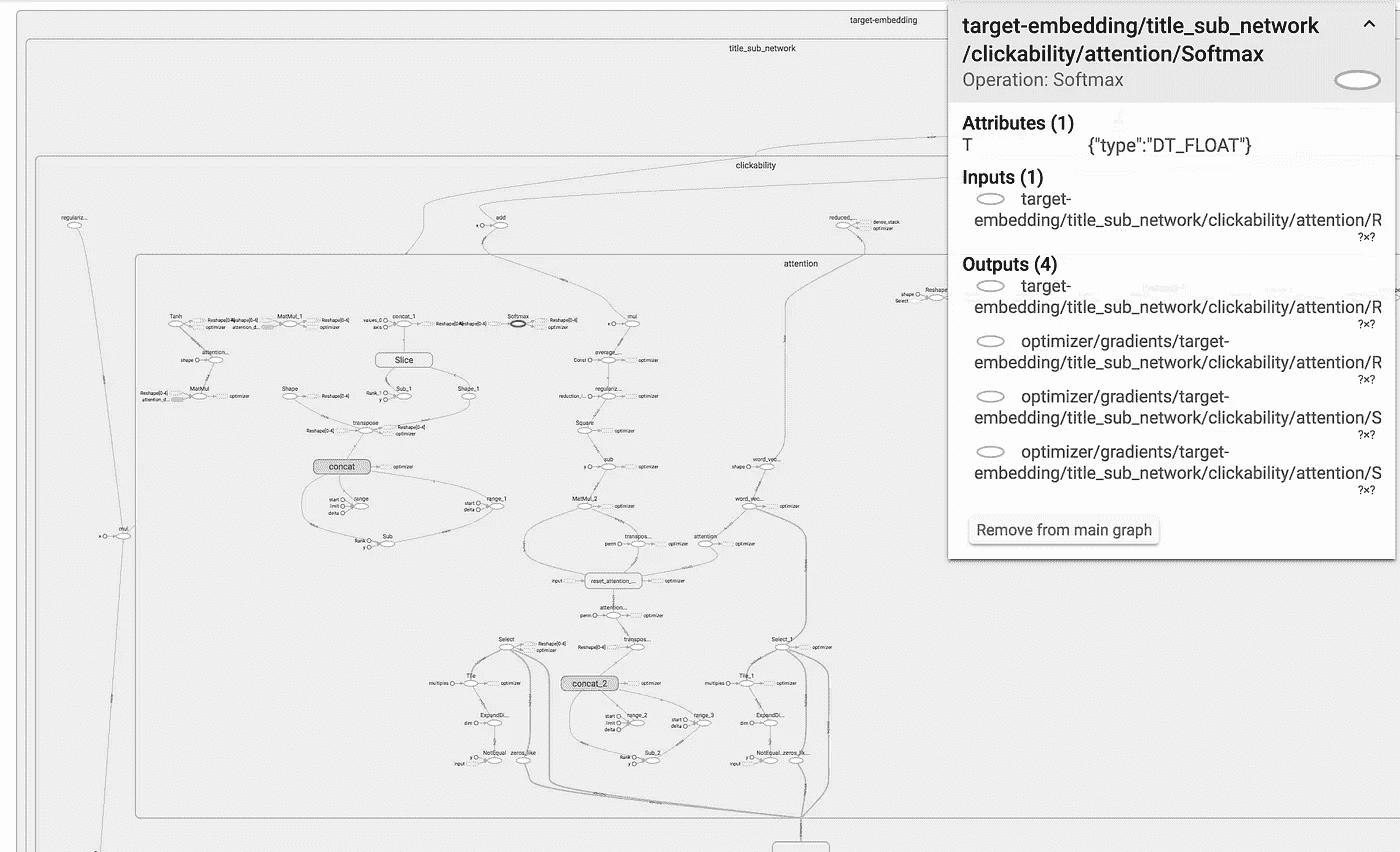 target-embedding
title_sub_network
clickability
regulariz...
add
reduced_...
dense_stack
optimizer
attention
shape
Select
Reshape
Tanh
optimizer
MatMul_1
Reshape[0-4]
optimizer
attention_d...
values_0
axis
concat_1
Softmax
Reshape[0-4]
optimizer
mul
attention...
shape
Slice
Const
average_...
optimizer
MatMul
Reshape[0-4]
attention_d...
optimizer
Shape
Reshape[0-4]
Rank_1
y
Sub_1
Shape_1
regulariz...
reduction_i...
optimizer
transpose
Reshape[0-4]
Reshape[0-4]
optimizer
Square
optimizer
concat
optimizer
sub
y
optimizer
word_vec...
shape
start
limit
delta
range
start
delta
range_1
MatMul_2
optimizer
word_vec...
optimizer
mul
x
Rank
y
Sub
transpos...
perm
optimizer
attention
optimizer
input
reset_attention_...
optimizer
attention...
perm
optimizer
Select
Reshape[0-4]
optimizer
transpos...
Reshape[0-4]
Select_1
optimizer
Tile
multiples
optimizer
concat_2
optimizer
Tile_1
multiples
optimizer
ExpandDi...
dim
optimizer
start
limit
delta
range_2
start
delta
range_3
ExpandDi...
dim
optimizer
NotEqual
zeros_like
y
input
Rank
y
Sub_2
NotEqual
zeros_lik...
y
input
target-embedding/title_sub_network
/clickability/attention/Softmax
Operation: Softmax
Attributes (1)
T {"type":"DT_FLOAT"}
Inputs (1)
target-
embedding/title_sub_network/clickability/attention/R
?×?
Outputs (4)
target-
embedding/title_sub_network/clickability/attention/R
?×?
optimizer/gradients/target-
embedding/title_sub_network/clickability/attention/R
?×?
optimizer/gradients/target-
embedding/title_sub_network/clickability/attention/S
?×?
optimizer/gradients/target-
embedding/title_sub_network/clickability/attention/S
?×?
Remove from main graph